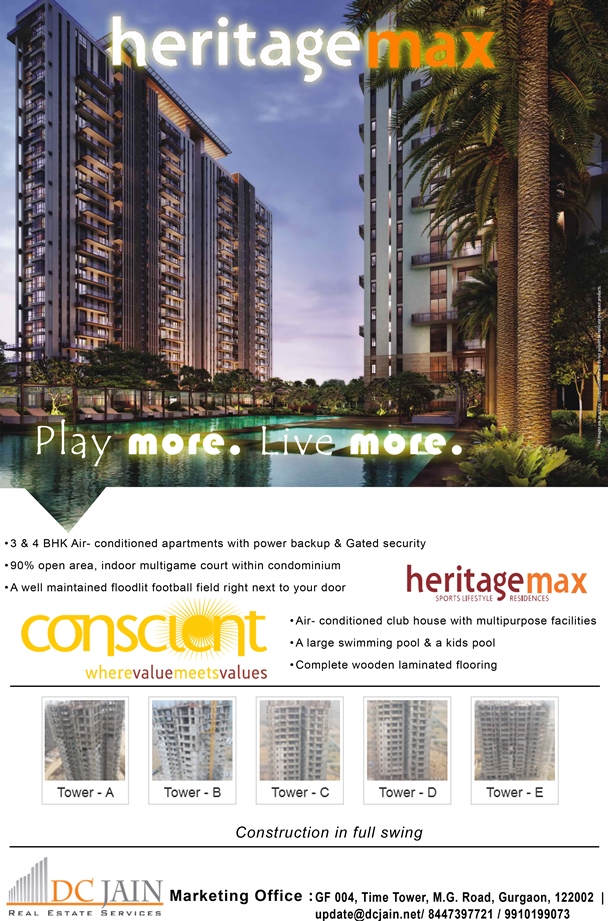 heritagemax
Play more. Live more.
•3 & 4 BHK Air- conditioned apartments with power backup & Gated security
•90% open area, indoor multigame court within condominium
•A well maintained floodlit football field right next to your door
heritagemax
SPORTS LIFESTYLE RESIDENCES
conscient
wherevaluemeetsvalues
•Air- conditioned club house with multipurpose facilities
•A large swimming pool & a kids pool
•Complete wooden laminated flooring
Tower - A
Tower - B
Tower - C
Tower - D
Tower - E
Construction in full swing
DC JAIN
REAL ESTATE SERVICES
Marketing Office : GF 004, Time Tower, M.G. Road, Gurgaon, 122002 |
update@dcjain.net/ 8447397721 / 9910199073